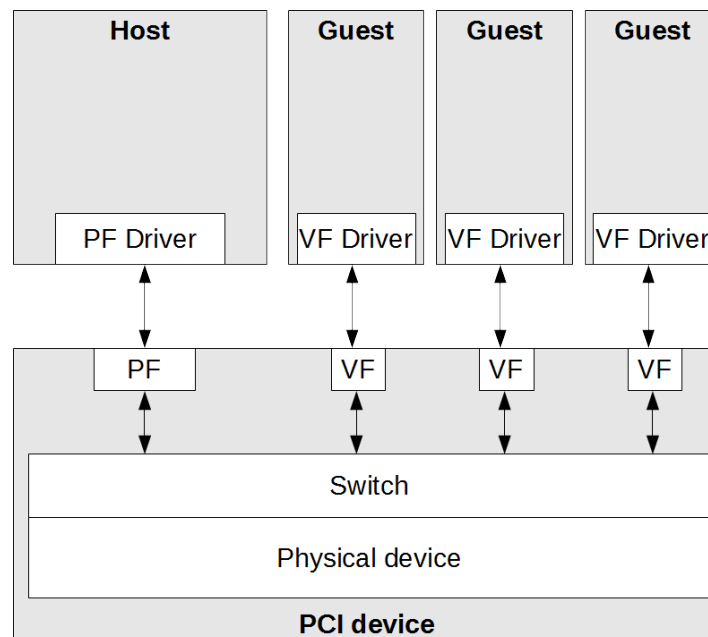 Host Guest Guest Guest
PF Driver VF Driver VF Driver VF Driver
PF VF VF VF
Switch
Physical device
PCI device